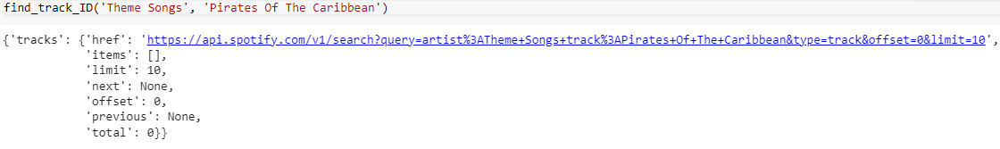 find_track_ID('Theme Songs', 'Pirates Of The Caribbean')
{'tracks': {'href': 'https://api.spotify.com/v1/search?query=artist%3ATheme+Songs+track%3APirates+Of+The+Caribbean&type=track&offset=0&limit=10',
'items': [],
'limit': 10,
'next': None,
'offset': 0,
'previous': None,
'total': 0}}